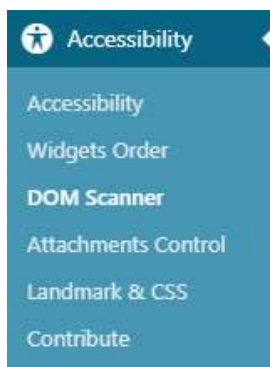 Accessibility
Accessibility
Widgets Order
DOM Scanner
Attachments Control
Landmark & CSS
Contribute